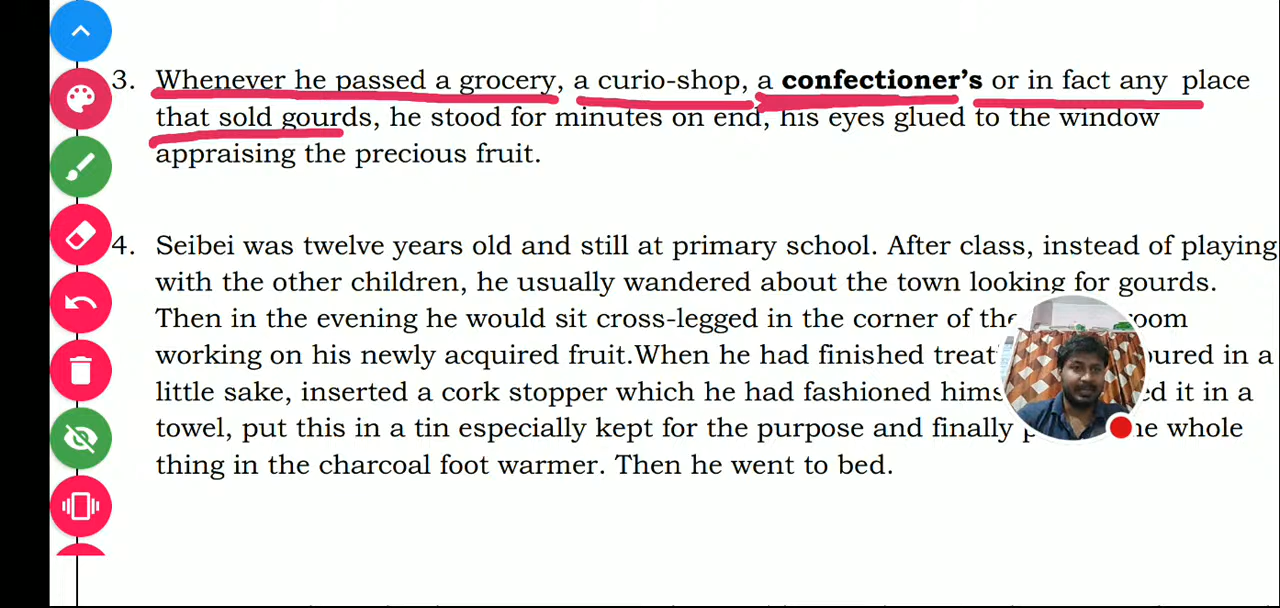 3. Whenever he passed a grocery, a curio-shop, a confectioner's or in fact any place
that sold gourds, he stood for minutes on end, his eyes glued to the window
appraising the precious fruit.
4. Seibei was twelve years old and still at primary school. After class, instead of playing
with the other children, he usually wandered about the town looking for gourds.
Then in the evening he would sit cross-legged in the corner of the
working on his newly acquired fruit.When he had finished in a
little sake, inserted a cork stopper which he had fashioned it in a
towel, put this in a tin especially kept for the purpose and finally whole
thing in the charcoal foot warmer. Then he went to bed.